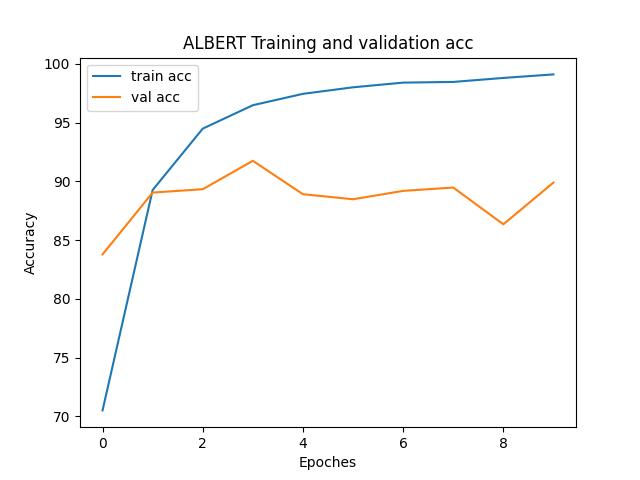 ALBERT Training and validation acc
train acc
val acc
100
95
90
85
80
75
70
Accuracy
0 2 4 6 8
Epoches